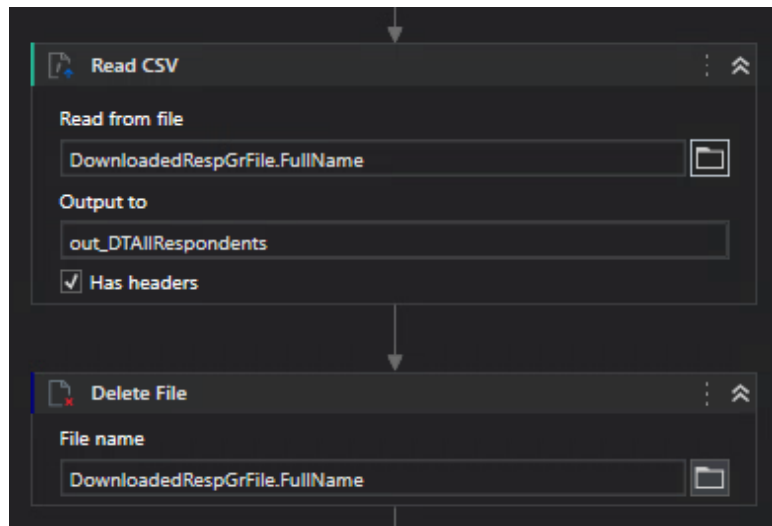 Read CSV
Read from file
DownloadedRespGrFile.FullName
Output to
out_DTAllRespondents
Has headers
Delete File
File name
DownloadedRespGrFile.FullName